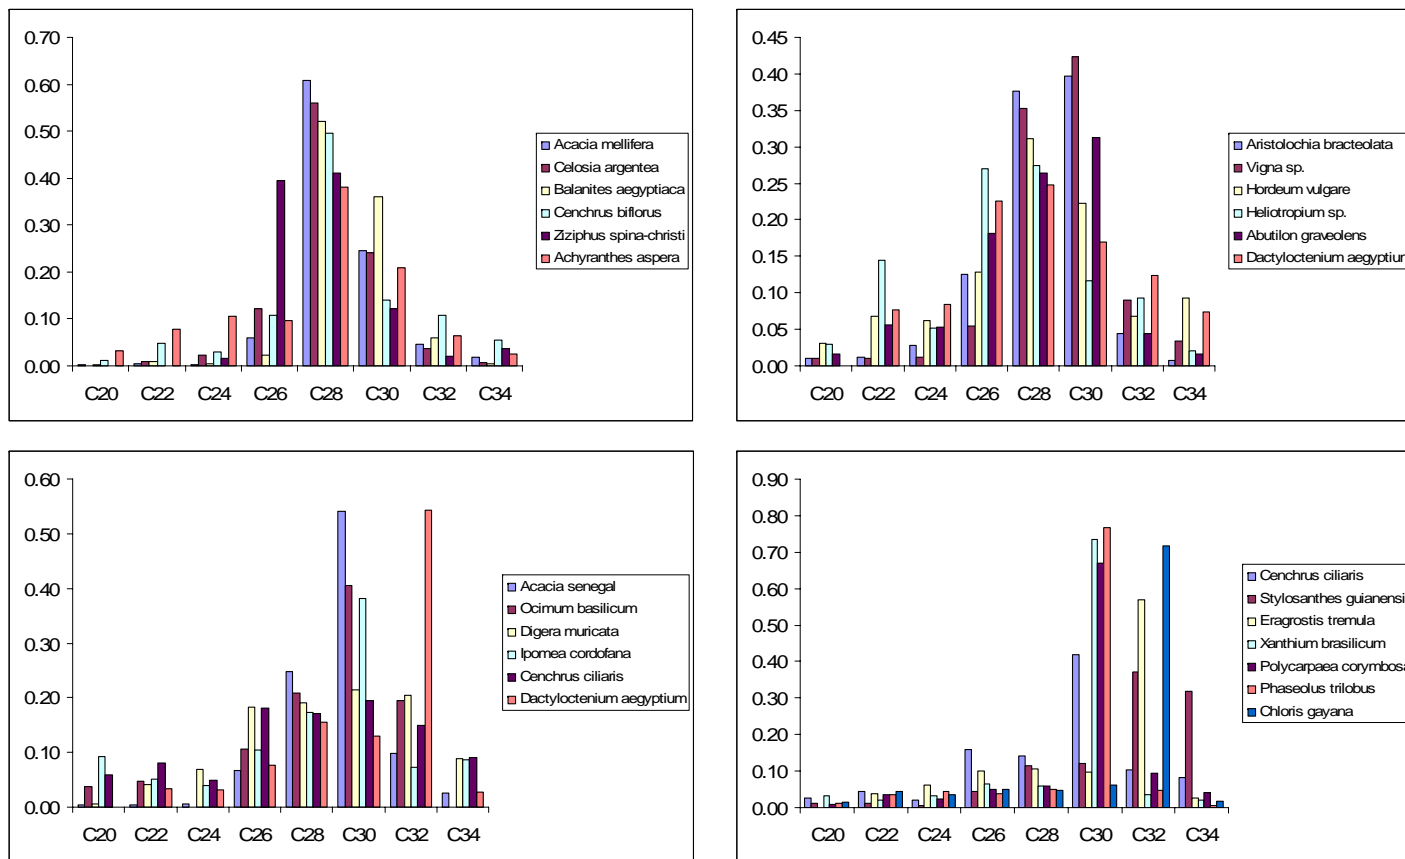 0.70
0.60
0.50
0.40
0.30
0.20
0.10
0.00
C20 C22 C24 C26 C28 C30 C32 C34
Acacia mellifera
Celosia argentea
Balanites aegyptiaca
Cenchrus biflorus
Ziziphus spina-christi
Achyranthes aspera
0.45
0.40
0.35
0.30
0.25
0.20
0.15
0.10
0.05
0.00
C20 C22 C24 C26 C28 C30 C32 C34
Aristolochia bracteolata
Vigna sp.
Hordeum vulgare
Heliotropium sp.
Abutilon graveolens
Dactyloctenium aegyptium
0.60
0.50
0.40
0.30
0.20
0.10
0.00
C20 C22 C24 C26 C28 C30 C32 C34
Acacia senegal
Ocimum basilicum
Digera muricata
Ipomea cordofana
Cenchrus ciliaris
Dactyloctenium aegyptium
0.90
0.80
0.70
0.60
0.50
0.40
0.30
0.20
0.10
0.00
C20 C22 C24 C26 C28 C30 C32 C34
Cenchrus ciliaris
Stylosanthes guianensi
Eragrostis tremula
Xanthium brasilicum
Polycarpaea corymbosa
Phaseolus trilobus
Chloris gayana